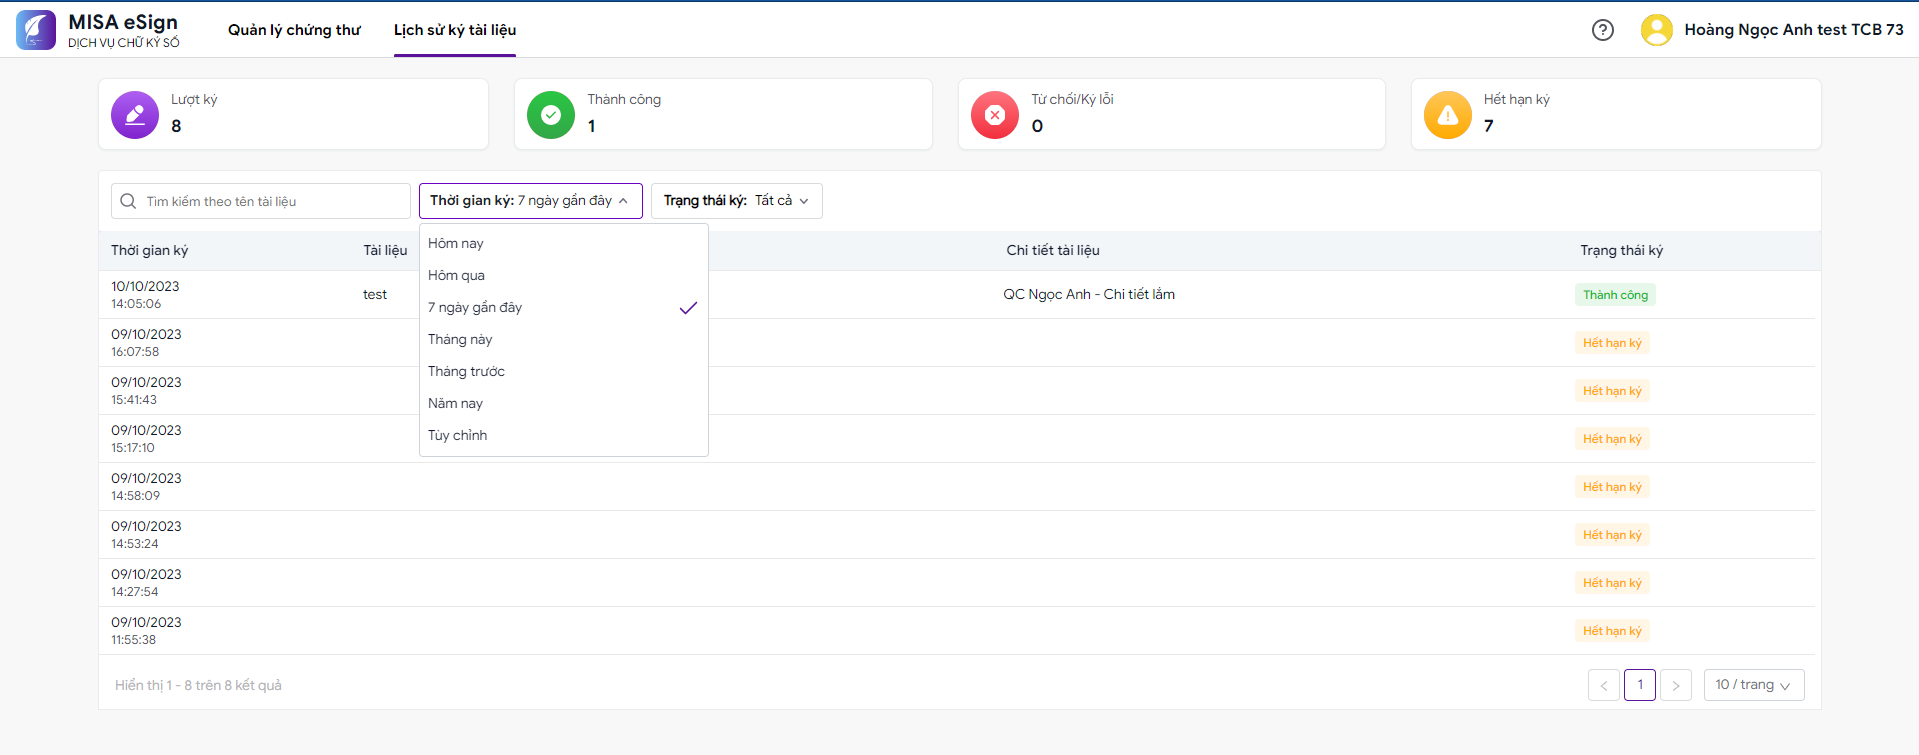 MISA eSign
DỊCH VỤ CHỮ KÝ SỐ
Quản lý chứng thư
Lịch sử ký tài liệu
Hoàng Ngọc Anh test TCB 73
Lượt ký
8
Thành công
1
Từ chối/Ký lỗi
0
Hết hạn ký
7
Tìm kiếm theo tên tài liệu
Thời gian ký: 7 ngày gần đây
Trạng thái ký: Tất cả
Hôm nay
Hôm qua
7 ngày gần đây
Tháng này
Tháng trước
Năm nay
Tùy chỉnh
Thời gian ký
Tài liệu
Chi tiết tài liệu
Trạng thái ký
10/10/2023
14:05:06
test
QC Ngọc Anh - Chi tiết lắm
Thành công
09/10/2023
16:07:58
Hết hạn ký
09/10/2023
15:41:43
Hết hạn ký
09/10/2023
15:17:10
Hết hạn ký
09/10/2023
14:58:09
Hết hạn ký
09/10/2023
14:53:24
Hết hạn ký
09/10/2023
14:27:54
Hết hạn ký
09/10/2023
11:55:38
Hết hạn ký
Hiển thị 1 - 8 trên 8 kết quả
1
10 / trang